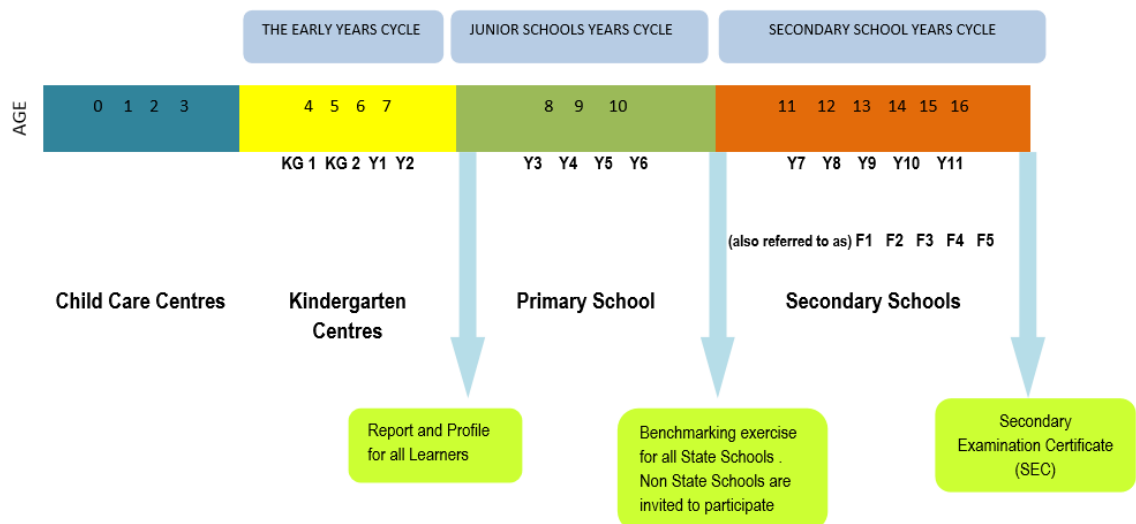 THE EARLY YEARS CYCLE
JUNIOR SCHOOLS YEARS CYCLE
SECONDARY SCHOOL YEARS CYCLE
AGE
0 1 2 3
4 5 6 7
8 9 10
11 12 13 14 15 16
KG 1 KG 2 Y1 Y2
Y3 Y4 Y5 Y6
Y7 Y8 Y9 Y10 Y11
(also referred to as) F1 F2 F3 F4 F5
Child Care Centres
Kindergarten
Centres
Primary School
Secondary Schools
Report and Profile
for all Learners
Benchmarking exercise
for all State Schools .
Non State Schools are
invited to participate
Secondary
Examination Certificate
(SEC)